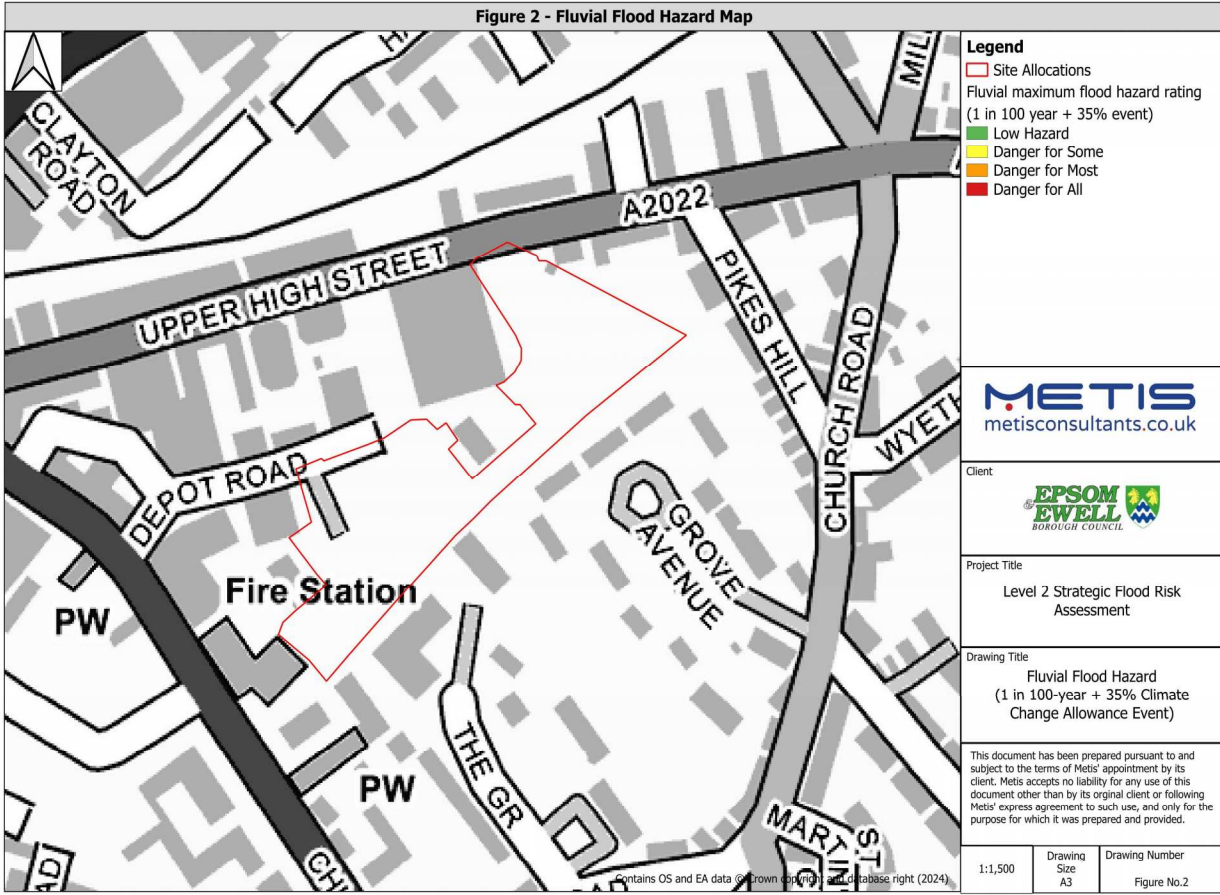 Figure 2 - Fluvial Flood Hazard Map
CLAYTON
ROAD
MIL
A2022
UPPER HIGH STREET
PIKES HILL
CHURCH ROAD
WYETH
DEPOT ROAD
GROVE
AVENUE
Fire Station
PW
THE GR
PW
MARTIN
ST
CH
AD
Contains OS and EA data © Crown copyright and database right (2024)
Legend
Site Allocations
Fluvial maximum flood hazard rating
(1 in 100 year + 35% event)
Low Hazard
Danger for Some
Danger for Most
Danger for All
METIS
metisconsultants.co.uk
Client
EPSOM
& EWELL
BOROUGH COUNCIL
Project Title
Level 2 Strategic Flood Risk
Assessment
Drawing Title
Fluvial Flood Hazard
(1 in 100-year + 35% Climate
Change Allowance Event)
This document has been prepared pursuant to and
subject to the terms of Metis' appointment by its
client. Metis accepts no liability for any use of this
document other than by its orginal client or following
Metis' express agreement to such use, and only for the
purpose for which it was prepared and provided.
1:1,500
Drawing
Size
A3
Drawing Number
Figure No.2